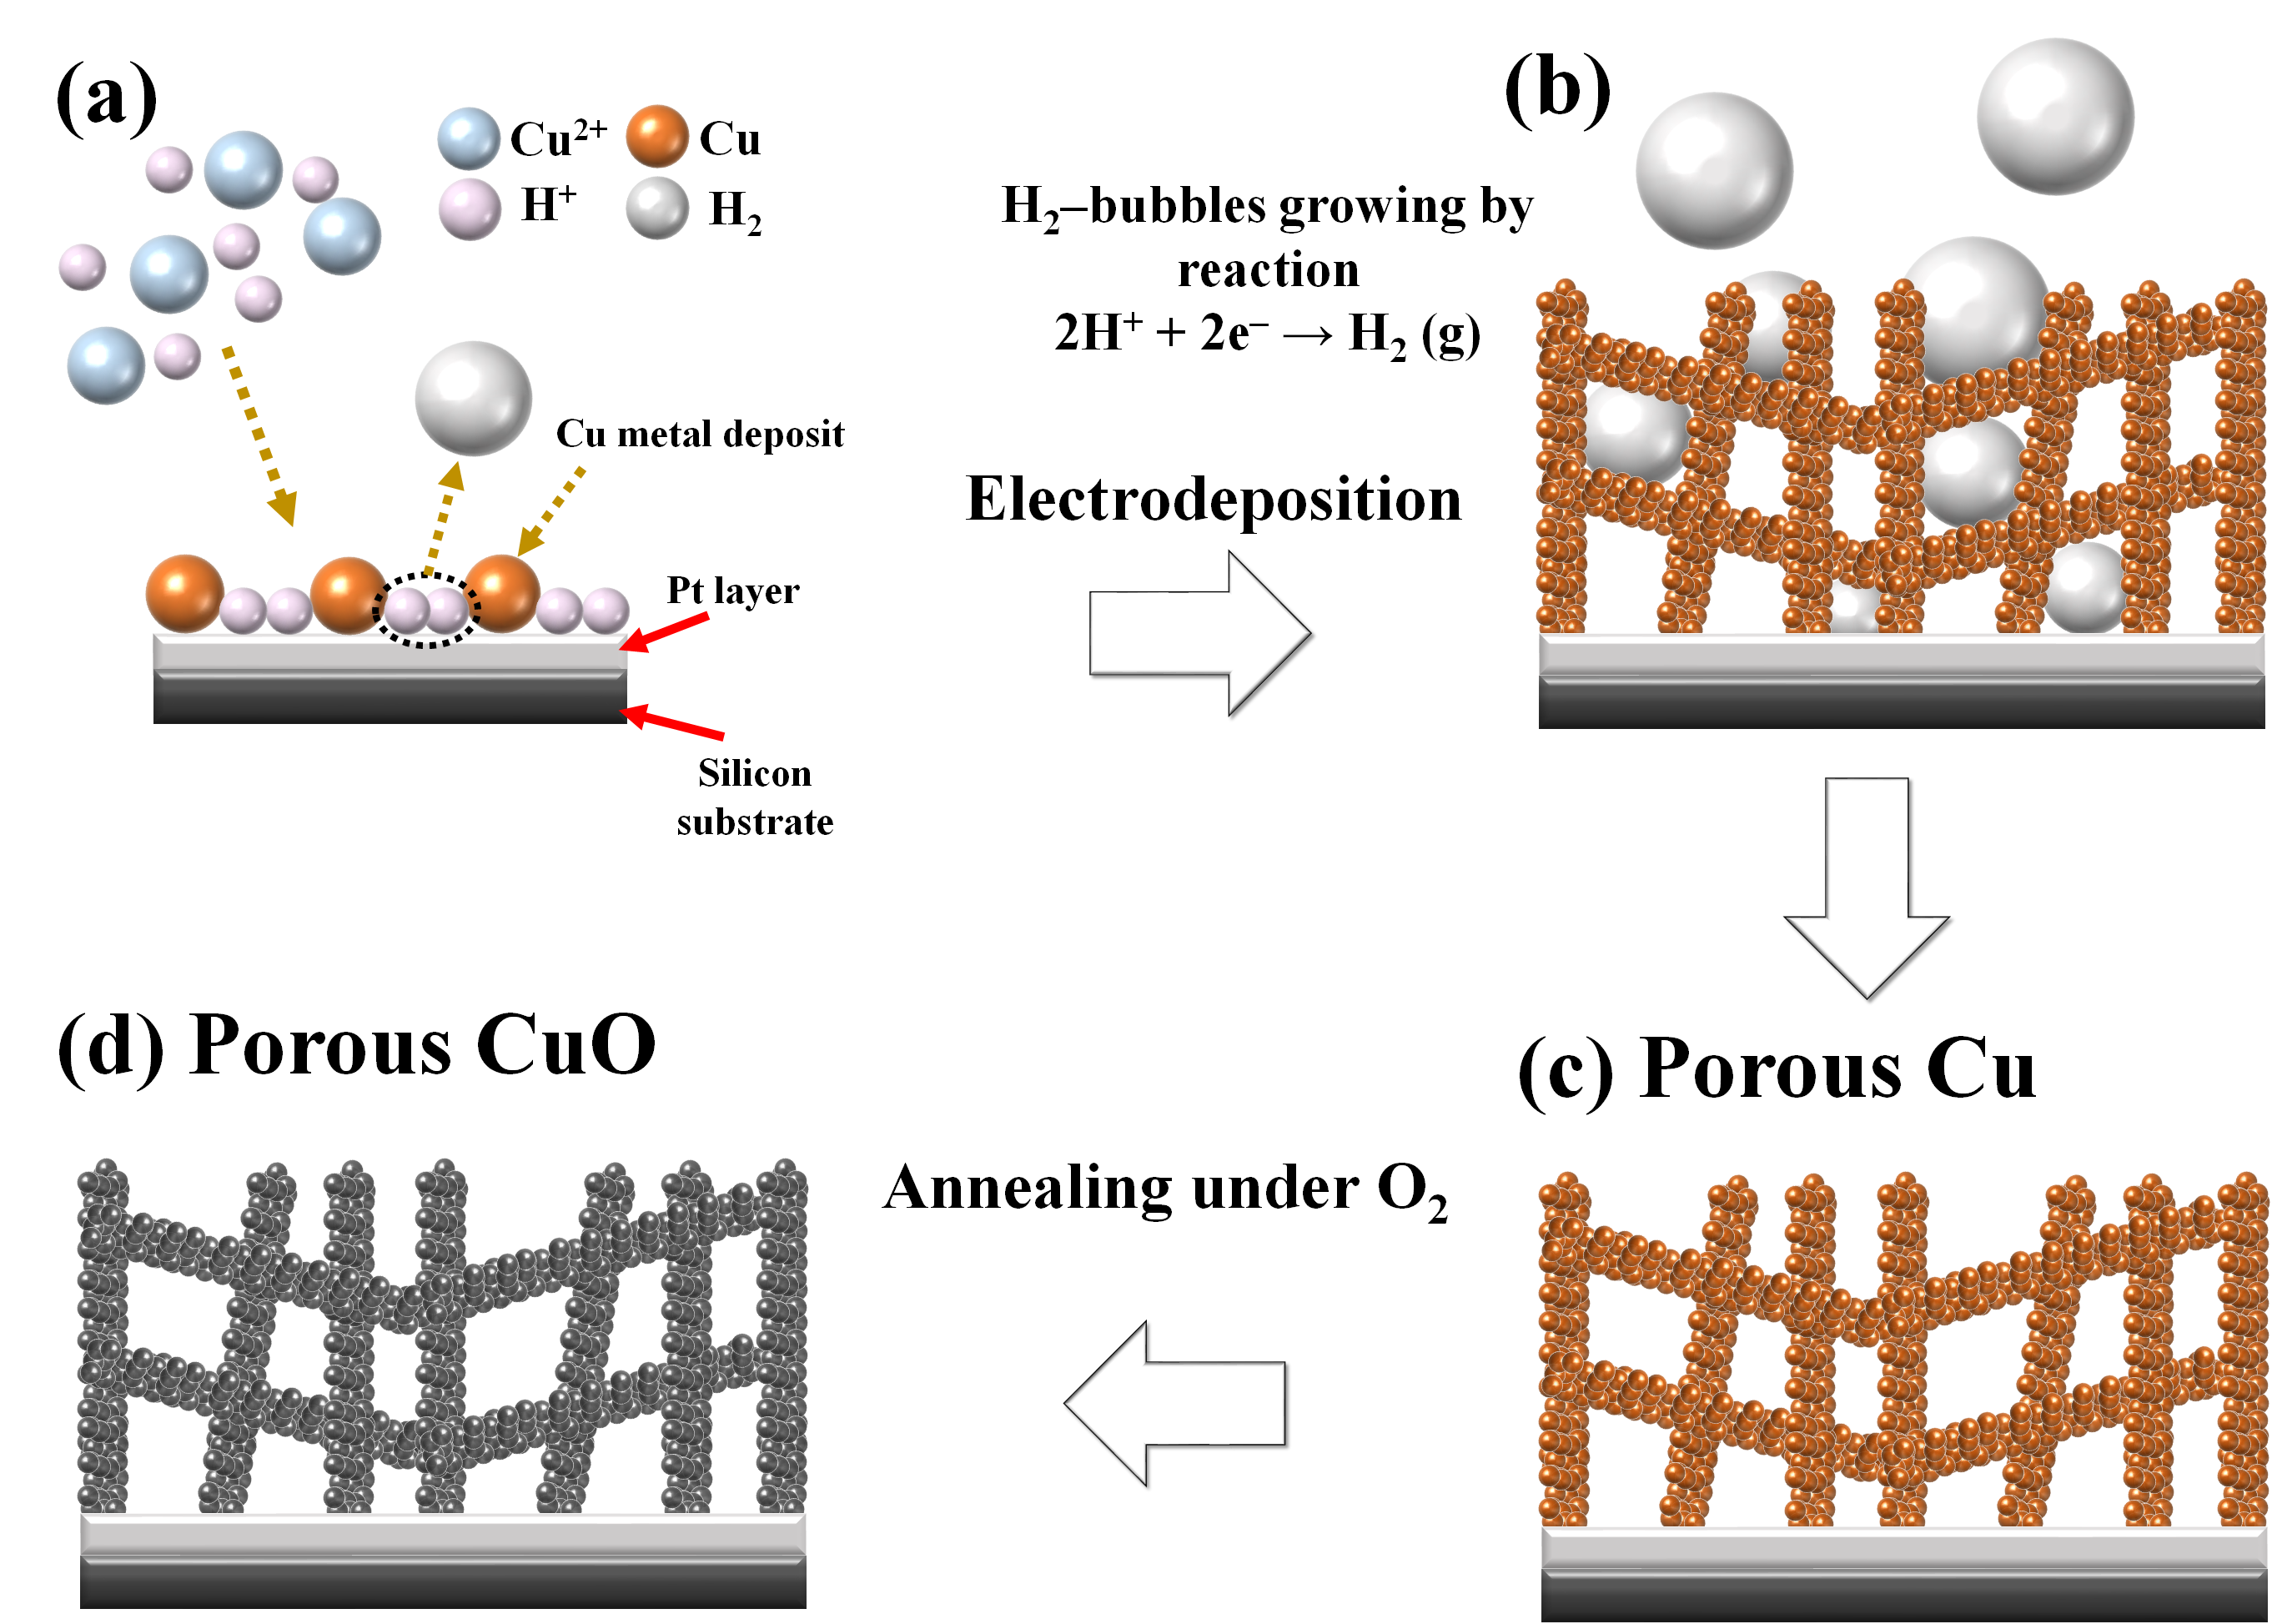 (a)
Cu²⁺
Cu
H⁺
H₂
Cu metal deposit
Pt layer
Silicon
substrate
H₂–bubbles growing by
reaction
2H⁺ + 2e⁻ → H₂ (g)
Electrodeposition
(b)
(c) Porous Cu
Annealing under O₂
(d) Porous CuO